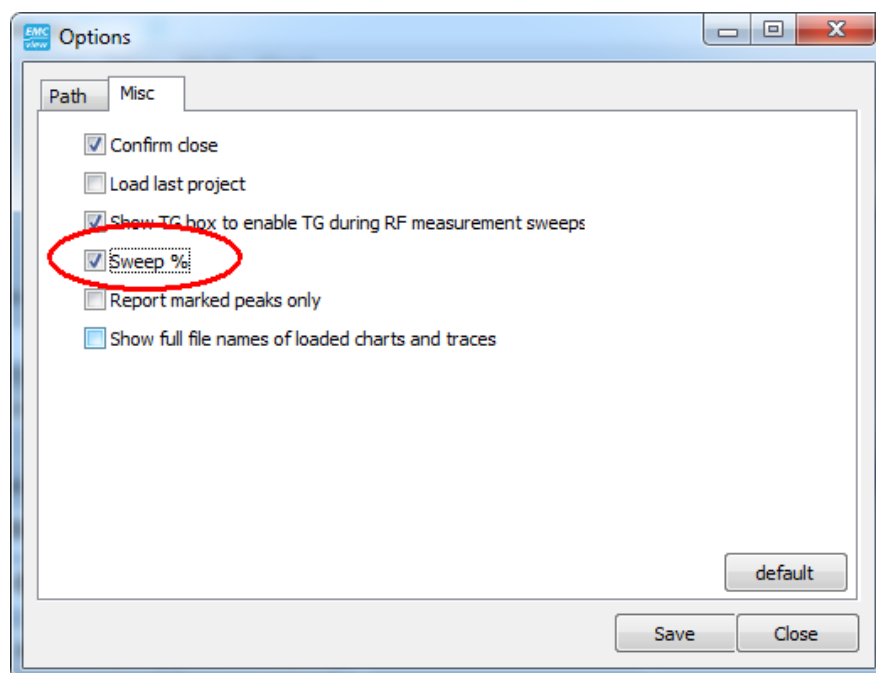 EMC
view
Options
Path Misc
Confirm close
Load last project
Show TG box to enable TG during RF measurement sweeps
Sweep %
Report marked peaks only
Show full file names of loaded charts and traces
default
Save Close